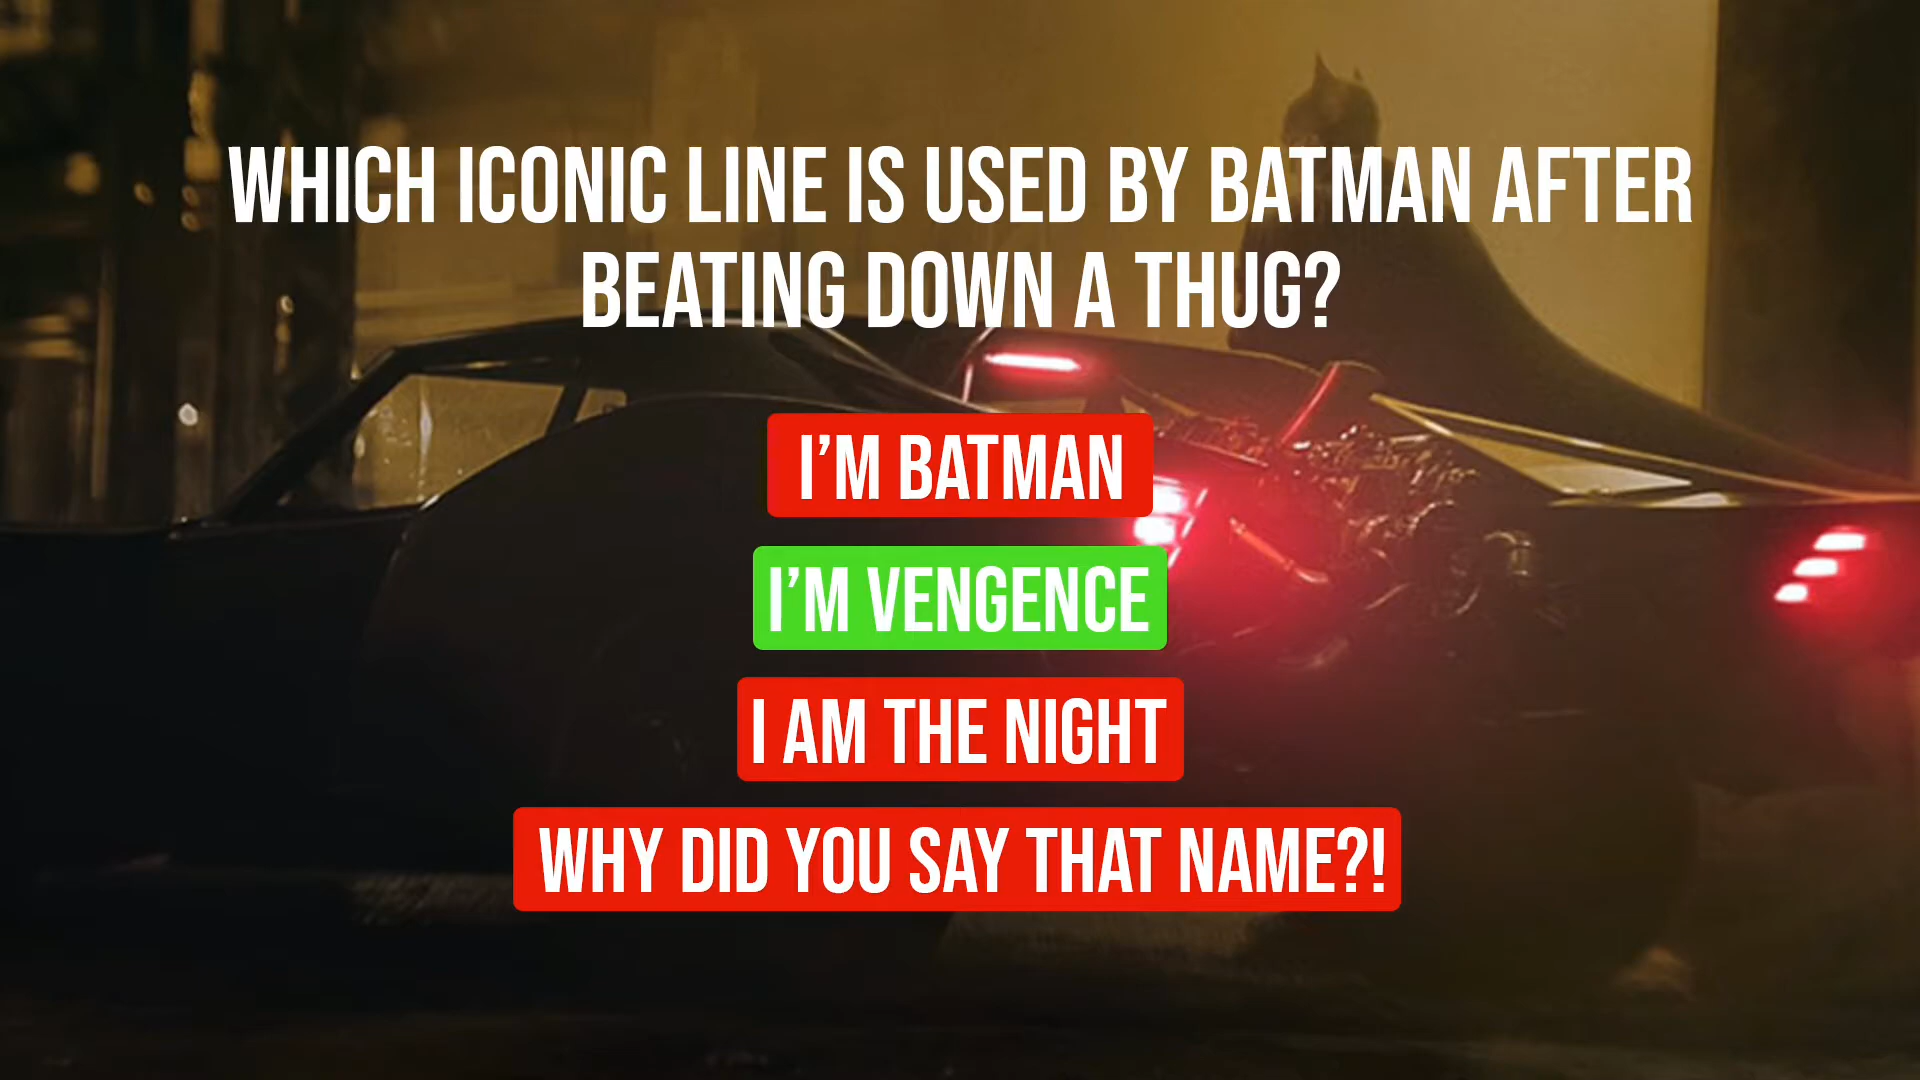 WHICH ICONIC LINE IS USED BY BATMAN AFTER
BEATING DOWN A THUG?
I'M BATMAN
I'M VENGENCE
I AM THE NIGHT
WHY DID YOU SAY THAT NAME?!